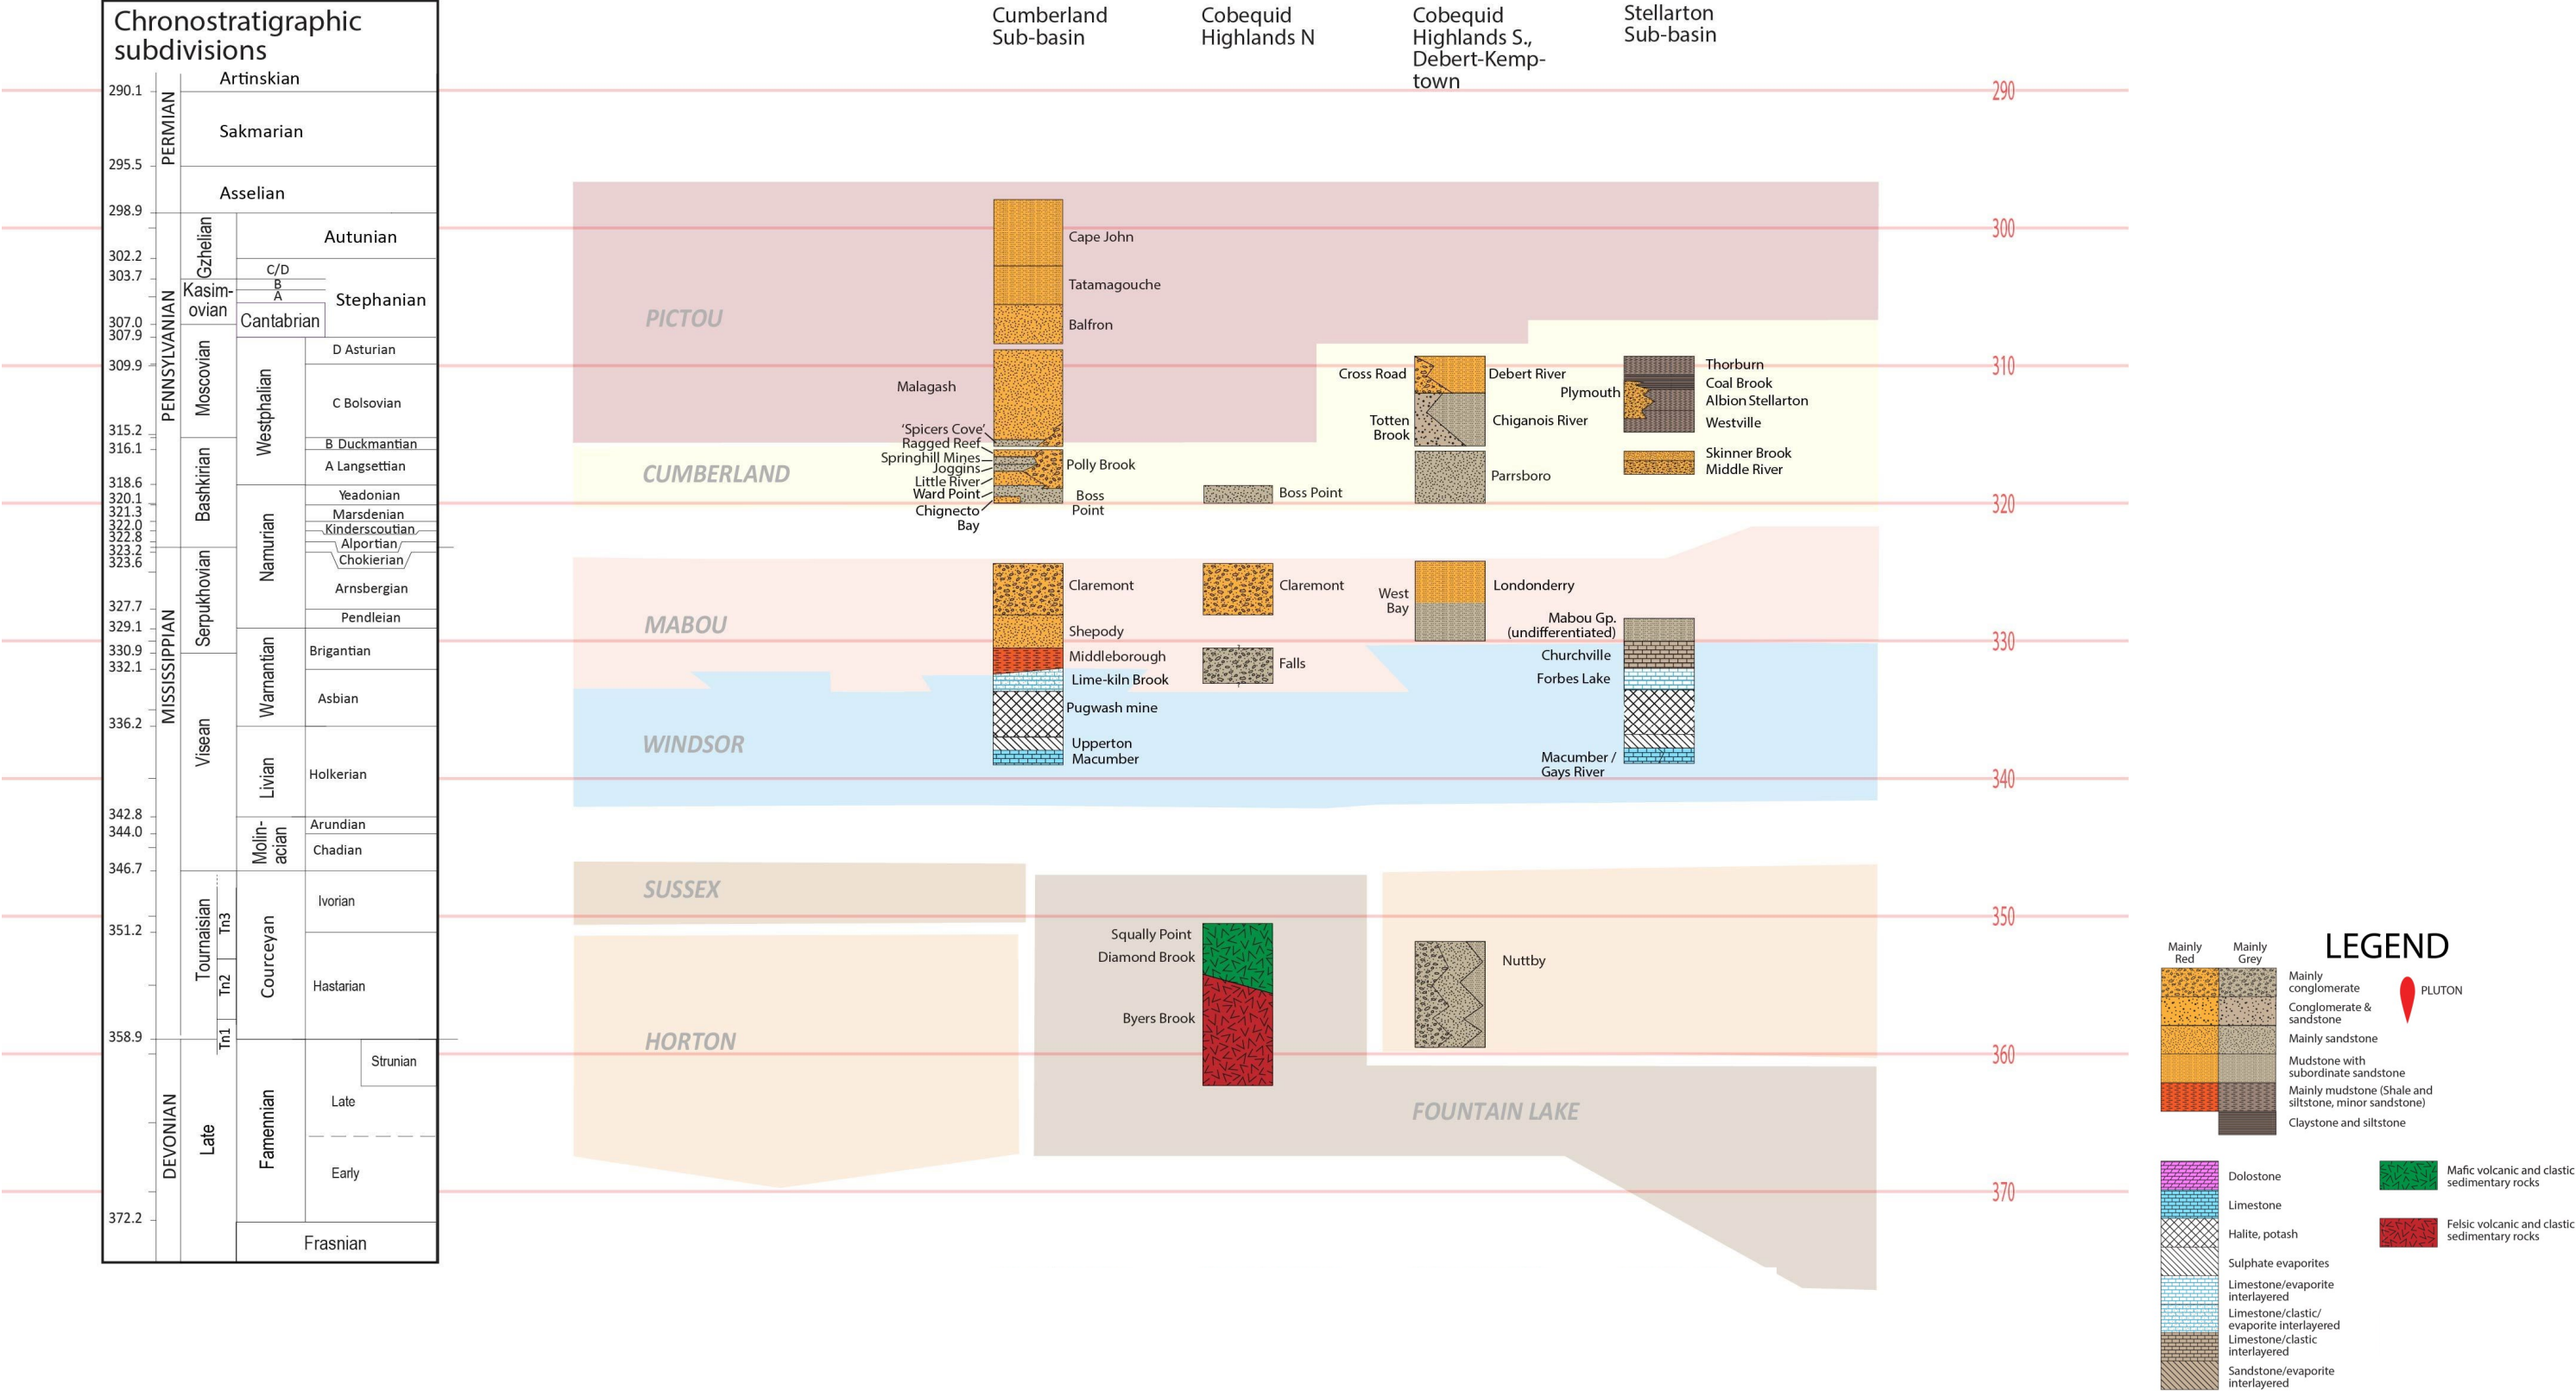 Chronostratigraphic
subdivisions
Artinskian
290.1
PERMIAN
Sakmarian
295.5
Asselian
298.9
Gzhelian
Autunian
302.2
C/D
303.7
B
Kasim-
ovian
A
Stephanian
Cantabrian
307.0
307.9
PENNSYLVANIAN
Moscovian
Westphalian
D Asturian
309.9
C Bolsovian
315.2
B Duckmantian
316.1
A Langsettian
Bashkirian
318.6
Yeadonian
320.1
Marsdenian
321.3
322.0
Kinderscoutian
322.8
Alportian
323.2
Chokierian
323.6
Namurian
Serpukhovian
Arnsbergian
327.7
Pendleian
329.1
MISSISSIPPIAN
Brigantian
330.9
332.1
Warnantian
Asbian
336.2
Visean
Livian
Holkerian
342.8
Arundian
344.0
Molin-
acian
Chadian
346.7
Ivorian
Tournaisian
Tn3
351.2
Courceyan
Tn2
Hastarian
358.9
Tn1
Strunian
DEVONIAN
Late
Famennian
Late
Early
372.2
Frasnian
Cumberland
Sub-basin
Cobequid
Highlands N
Cobequid
Highlands S.,
Debert-Kemp-
town
Stellarton
Sub-basin
290
300
310
320
330
340
350
360
370
PICTOU
CUMBERLAND
MABOU
WINDSOR
SUSSEX
HORTON
FOUNTAIN LAKE
Cape John
Tatamagouche
Balfron
Malagash
'Spicers Cove'
Ragged Reef
Springhill Mines
Joggins
Little River
Ward Point
Chignecto
Bay
Polly Brook
Boss
Point
Claremont
Shepody
Middleborough
Lime-kiln Brook
Pugwash mine
Upperton
Macumber
Boss Point
Claremont
Falls
Squally Point
Diamond Brook
Byers Brook
Cross Road
Debert River
Totten
Brook
Chiganois River
Parrsboro
West
Bay
Londonderry
Nuttby
Thorburn
Coal Brook
Plymouth
Albion Stellarton
Westville
Skinner Brook
Middle River
Mabou Gp.
(undifferentiated)
Churchville
Forbes Lake
Macumber /
Gays River
LEGEND
Mainly
Red
Mainly
Grey
Mainly
conglomerate
PLUTON
Conglomerate &
sandstone
Mainly sandstone
Mudstone with
subordinate sandstone
Mainly mudstone (Shale and
siltstone, minor sandstone)
Claystone and siltstone
Dolostone
Limestone
Halite, potash
Sulphate evaporites
Limestone/evaporite
interlayered
Limestone/clastic/
evaporite interlayered
Limestone/clastic
interlayered
Sandstone/evaporite
interlayered
Mafic volcanic and clastic
sedimentary rocks
Felsic volcanic and clastic
sedimentary rocks